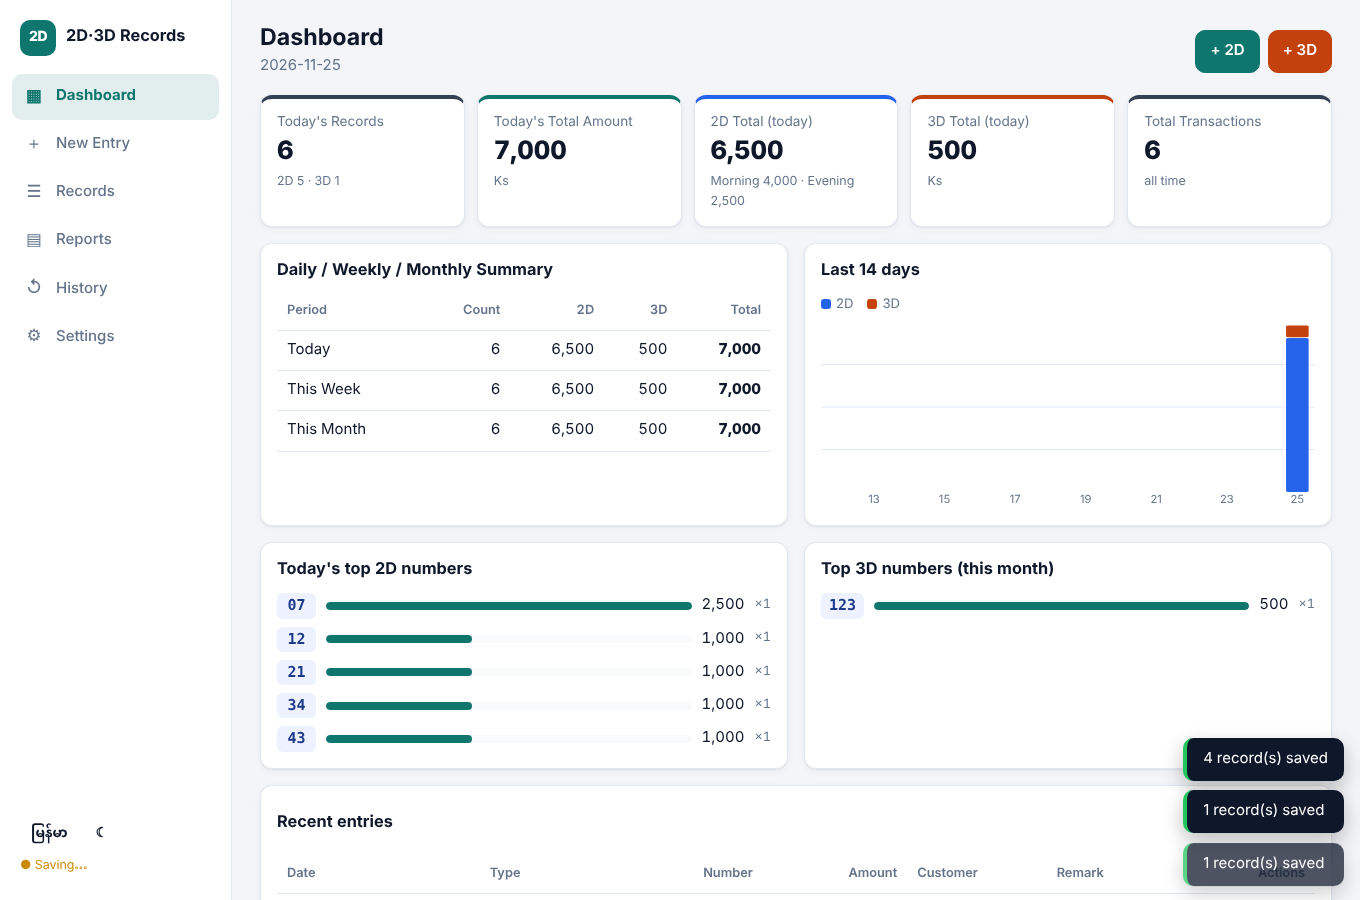 2D
2D·3D Records
Dashboard
New Entry
Records
Reports
History
Settings
မြန်မာ
Saving…
Dashboard
2026-11-25
+ 2D
+ 3D
Today's Records
6
2D 5 · 3D 1
Today's Total Amount
7,000
Ks
2D Total (today)
6,500
Morning 4,000 · Evening
2,500
3D Total (today)
500
Ks
Total Transactions
6
all time
Daily / Weekly / Monthly Summary
Period Count 2D 3D Total
Today 6 6,500 500 7,000
This Week 6 6,500 500 7,000
This Month 6 6,500 500 7,000
Last 14 days
2D 3D
13 15 17 19 21 23 25
Today's top 2D numbers
07 2,500 ×1
12 1,000 ×1
21 1,000 ×1
34 1,000 ×1
43 1,000 ×1
Top 3D numbers (this month)
123 500 ×1
Recent entries
Date Type Number Amount Customer Remark Actions
4 record(s) saved
1 record(s) saved
1 record(s) saved